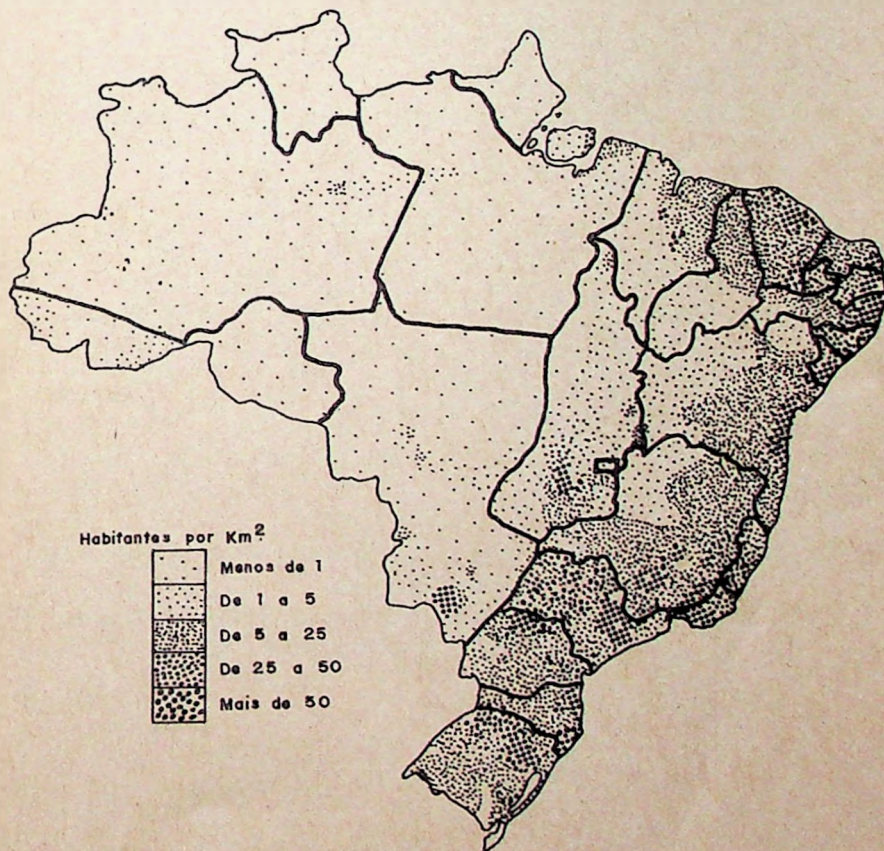 Habitantes por Km²
Menos de 1
De 1 a 5
De 5 a 25
De 25 a 50
Mais de 50